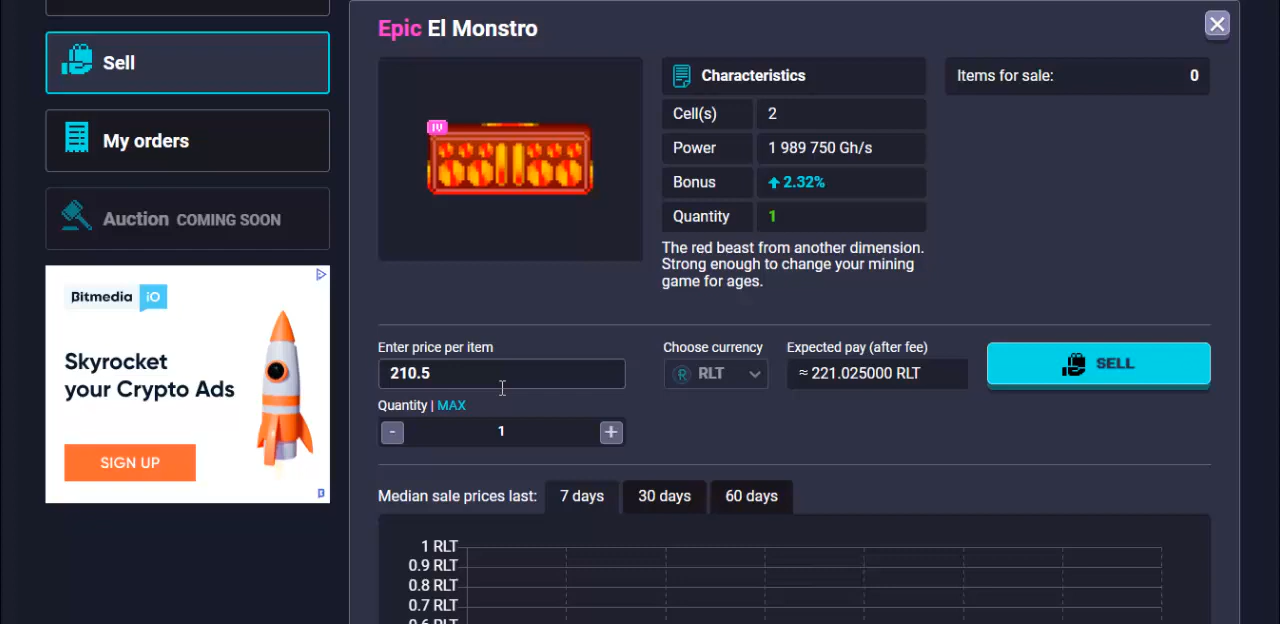 Epic El Monstro
Sell
My orders
Auction COMING SOON
Bitmedia iO
Skyrocket
your Crypto Ads
SIGN UP
IV
Characteristics
Cell(s) 2
Power 1 989 750 Gh/s
Bonus 2.32%
Quantity 1
The red beast from another dimension.
Strong enough to change your mining
game for ages.
Items for sale: 0
Enter price per item
210.5
Choose currency
RLT
Expected pay (after fee)
≈ 221.025000 RLT
SELL
Quantity | MAX
- 1 +
Median sale prices last: 7 days 30 days 60 days
1 RLT
0.9 RLT
0.8 RLT
0.7 RLT